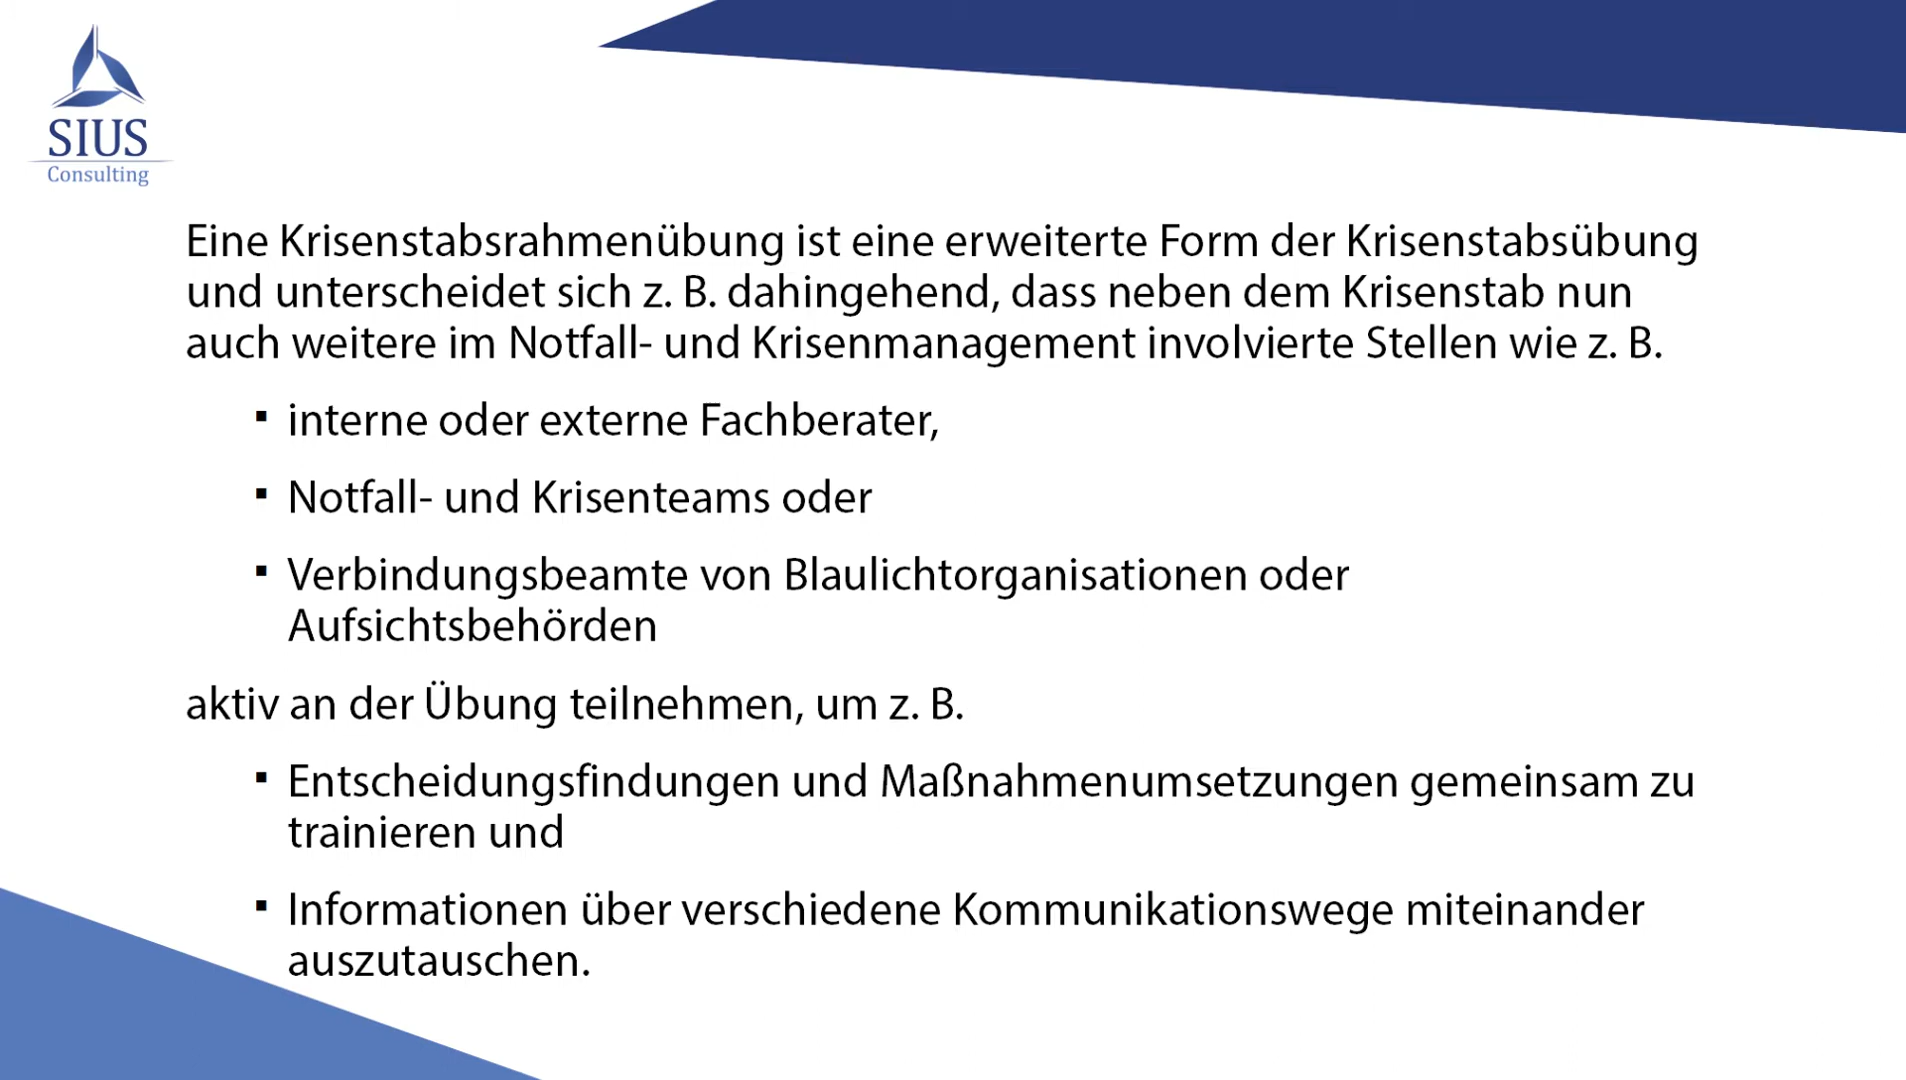 SIUS
Consulting
Eine Krisenstabsrahmenübung ist eine erweiterte Form der Krisenstabsübung
und unterscheidet sich z. B. dahingehend, dass neben dem Krisenstab nun
auch weitere im Notfall- und Krisenmanagement involvierte Stellen wie z. B.
▪ interne oder externe Fachberater,
▪ Notfall- und Krisenteams oder
▪ Verbindungsbeamte von Blaulichtorganisationen oder
Aufsichtsbehörden
aktiv an der Übung teilnehmen, um z. B.
▪ Entscheidungsfindungen und Maßnahmenumsetzungen gemeinsam zu
trainieren und
▪ Informationen über verschiedene Kommunikationswege miteinander
auszutauschen.